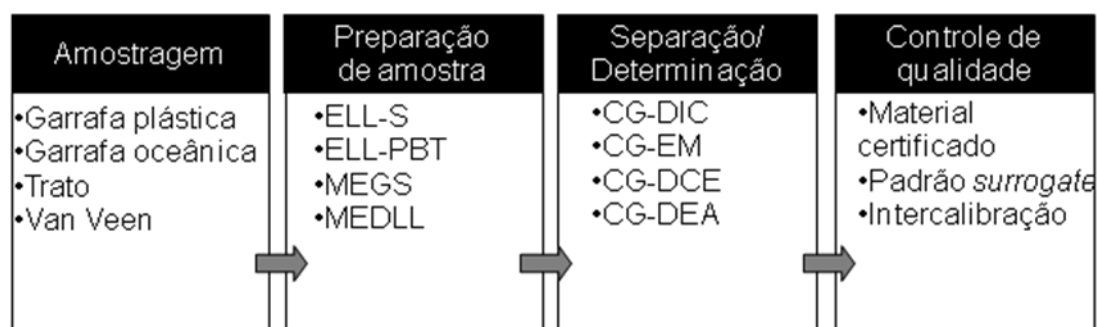 Amostragem
•Garrafa plástica
•Garrafa oceânica
•Trato
•Van Veen
Preparação
de amostra
•ELL-S
•ELL-PBT
•MEGS
•MEDLL
Separação/
Determinação
•CG-DIC
•CG-EM
•CG-DCE
•CG-DEA
Controle de
qualidade
•Material
certificado
•Padrão surrogate
•Intercalibração